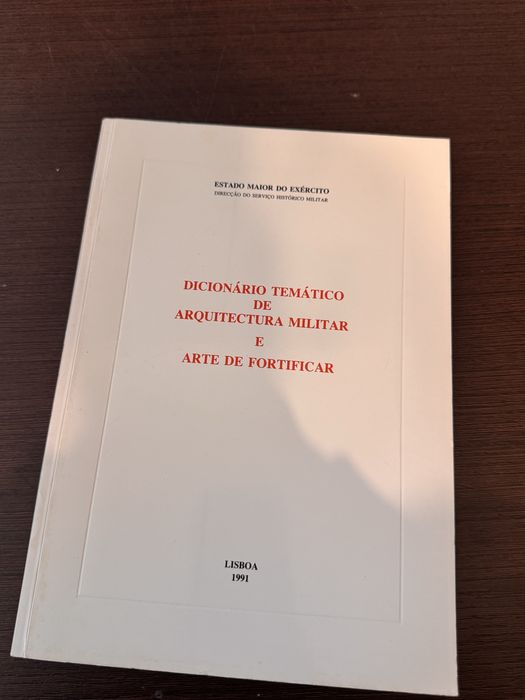 ESTADO MAIOR DO EXÉRCITO
DIRECÇÃO DO SERVIÇO HISTÓRICO MILITAR
DICIONÁRIO TEMÁTICO
DE
ARQUITECTURA MILITAR
E
ARTE DE FORTIFICAR
LISBOA
1991